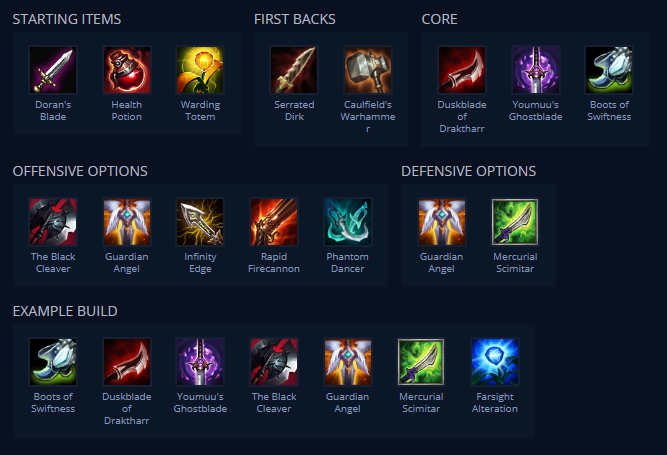 STARTING ITEMS
FIRST BACKS
CORE
Doran's
Blade
Health
Potion
Warding
Totem
Serrated
Dirk
Caulfield's
Warhamme
r
Duskblade
of
Draktharr
Youmuu's
Ghostblade
Boots of
Swiftness
OFFENSIVE OPTIONS
DEFENSIVE OPTIONS
The Black
Cleaver
Guardian
Angel
Infinity
Edge
Rapid
Firecannon
Phantom
Dancer
Guardian
Angel
Mercurial
Scimitar
EXAMPLE BUILD
Boots of
Swiftness
Duskblade
of
Draktharr
Youmuu's
Ghostblade
The Black
Cleaver
Guardian
Angel
Mercurial
Scimitar
Farsight
Alteration